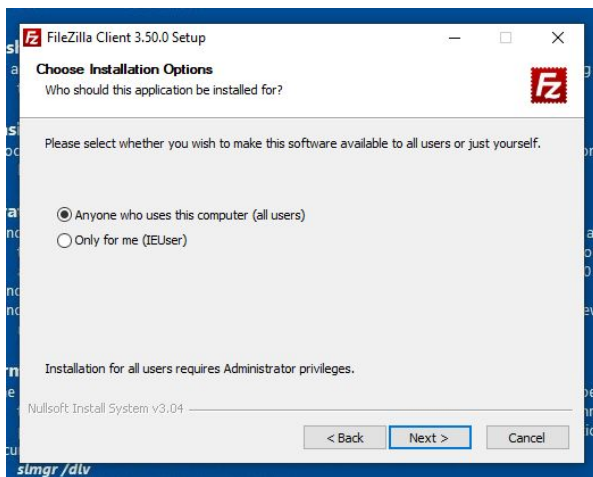 FileZilla Client 3.50.0 Setup
Choose Installation Options
Who should this application be installed for?
Fz
Please select whether you wish to make this software available to all users or just yourself.
Anyone who uses this computer (all users)
Only for me (IEUser)
Installation for all users requires Administrator privileges.
Nullsoft Install System v3.04
< Back
Next >
Cancel
slmgr /dlv